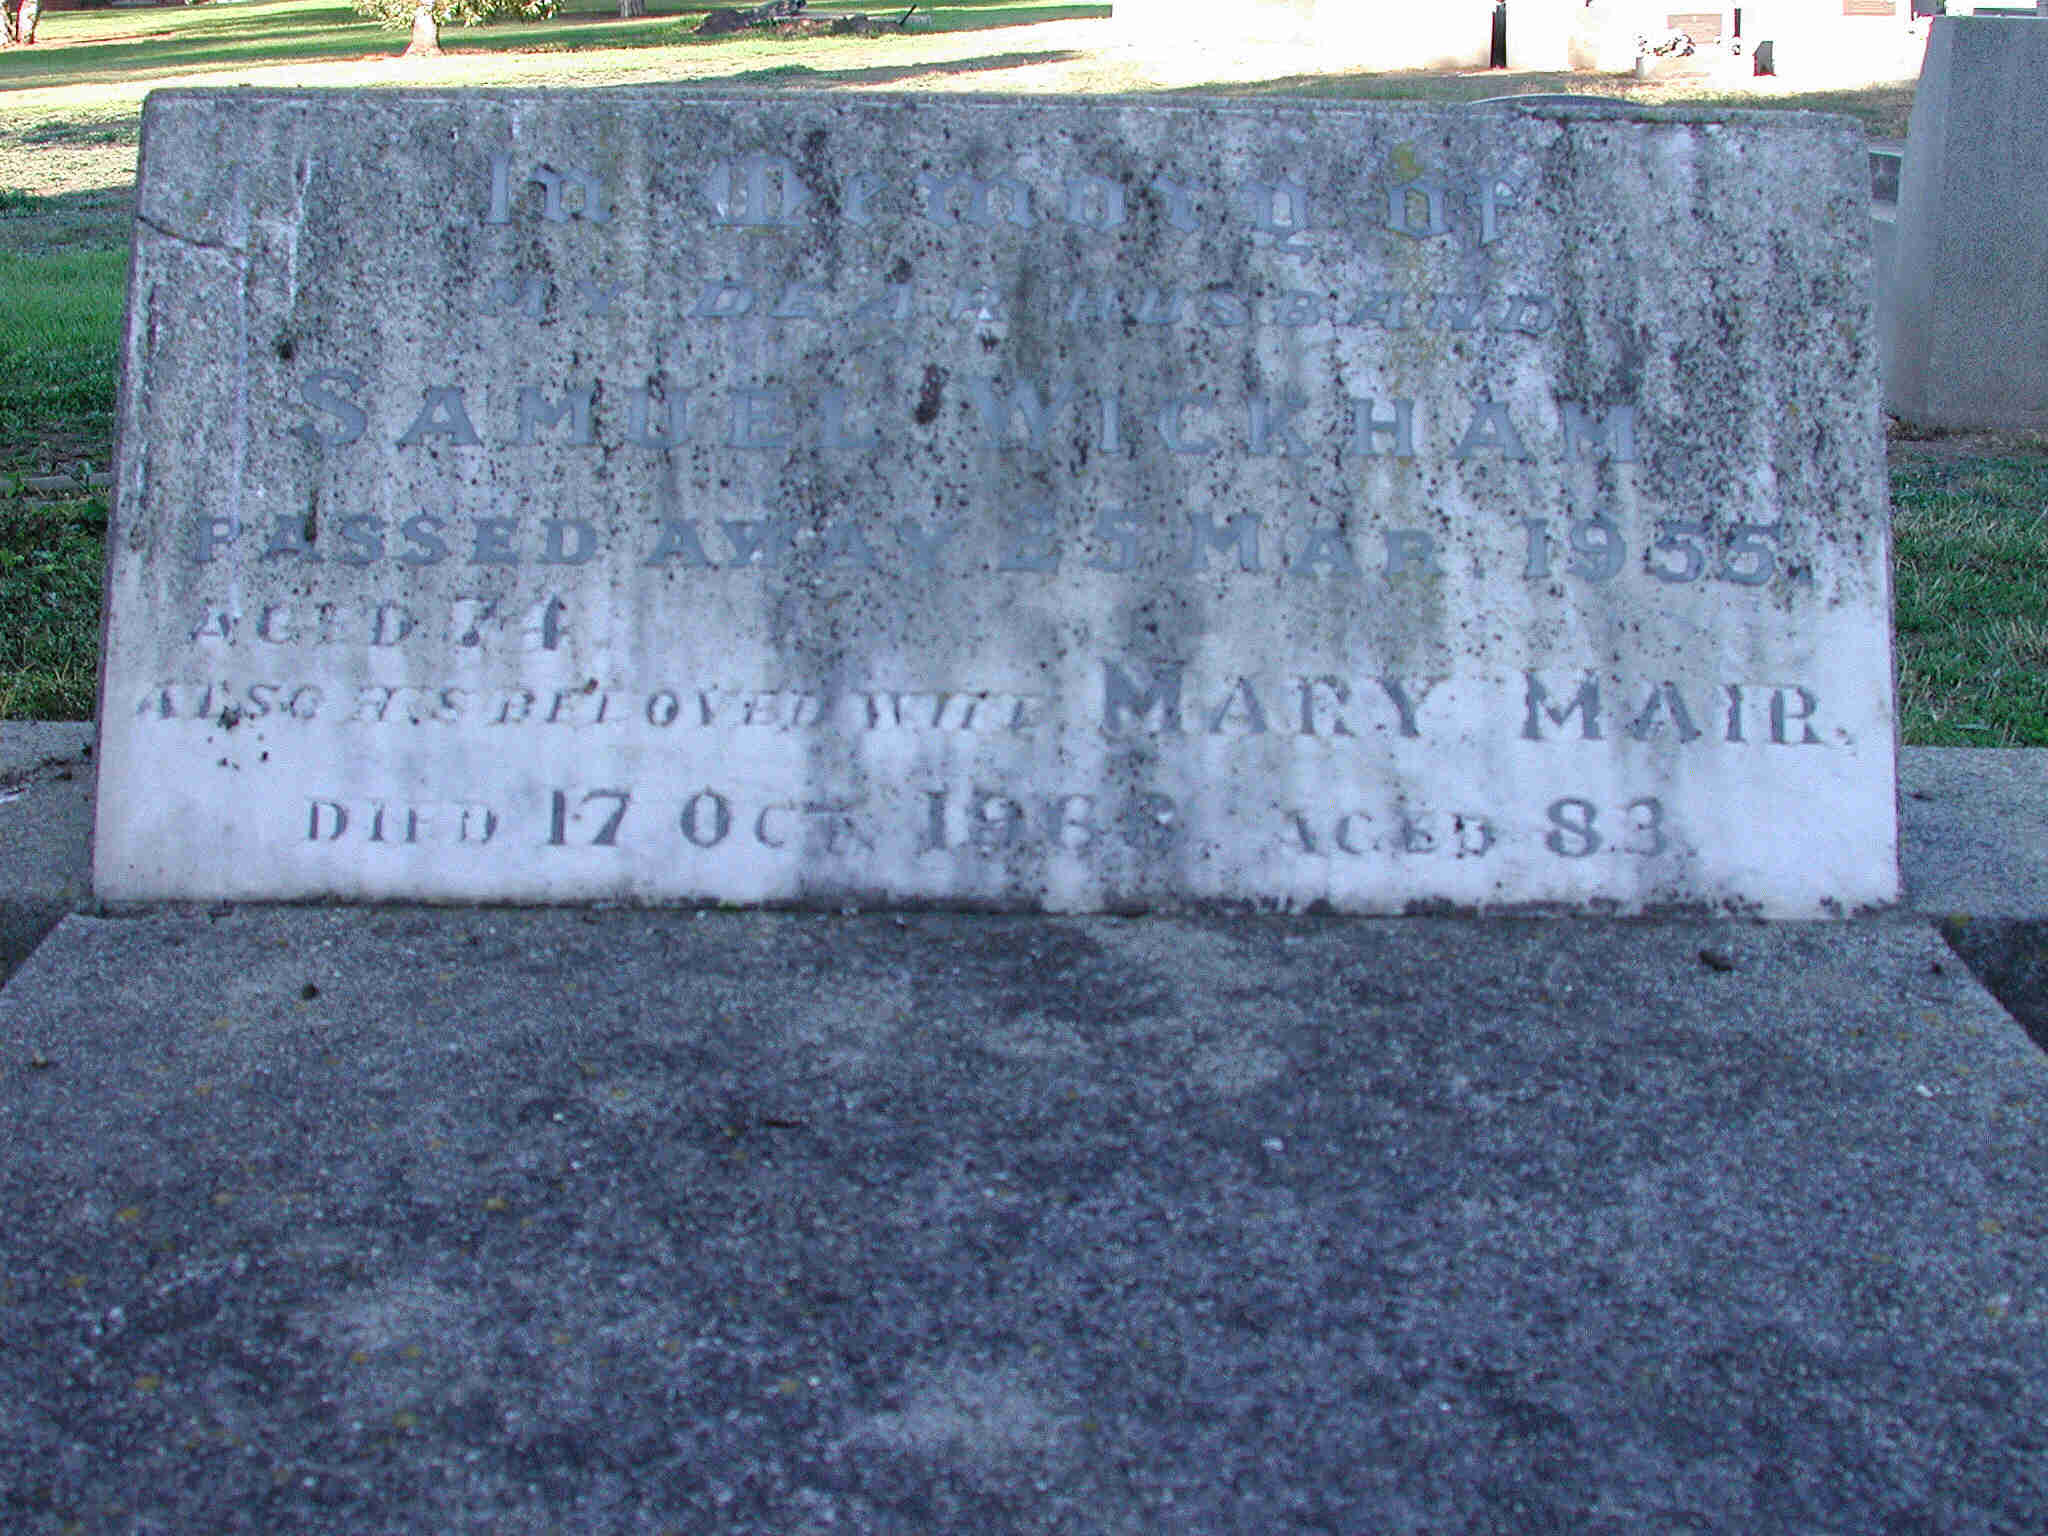 In Memory of
MY DEAR HUSBAND
SAMUEL WICKHAM,
PASSED AWAY 25 MAR. 1955,
AGED 74.
ALSO HIS BELOVED WIFE MARY MAIR,
DIED 17 OCT. AGED 83.